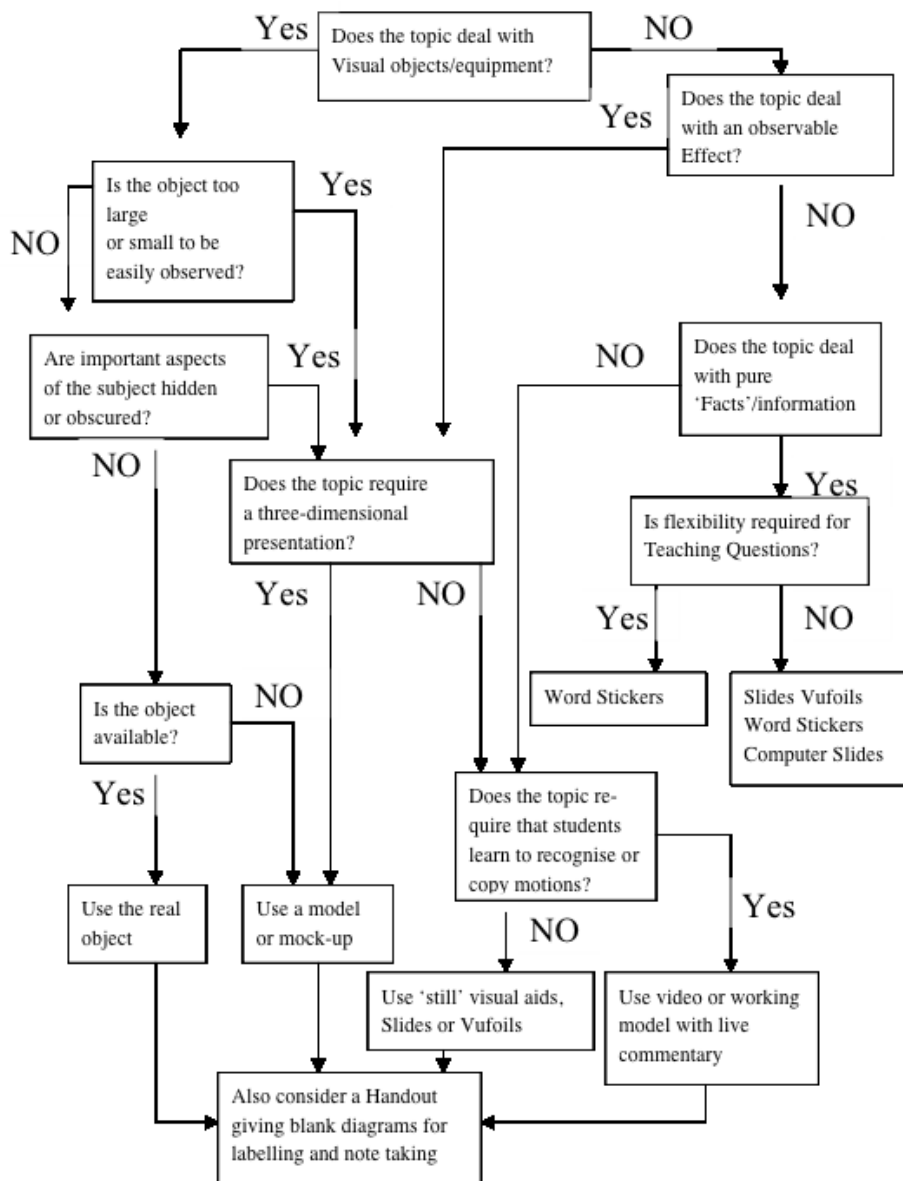 Yes
Does the topic deal with
Visual objects/equipment?
NO
Does the topic deal
with an observable
Effect?
Yes
Is the object too
large
or small to be
easily observed?
Yes
NO
NO
Are important aspects
of the subject hidden
or obscured?
Yes
NO
Does the topic deal
with pure
‘Facts’/information
NO
Does the topic require
a three-dimensional
presentation?
Yes
Is flexibility required for
Teaching Questions?
Yes
NO
Yes
NO
Word Stickers
Slides Vufoils
Word Stickers
Computer Slides
Is the object
available?
NO
Yes
Does the topic re-
quire that students
learn to recognise or
copy motions?
Use the real
object
Use a model
or mock-up
NO
Yes
Use ‘still’ visual aids,
Slides or Vufoils
Use video or working
model with live
commentary
Also consider a Handout
giving blank diagrams for
labelling and note taking